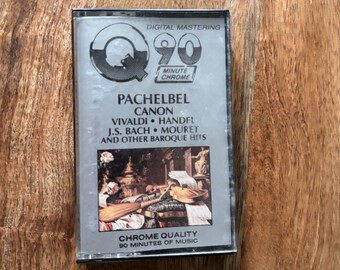 DIGITAL MASTERING
Q 90
MINUTE
CHROME
PACHELBEL
CANON
VIVALDI • HANDEL
J.S. BACH • MOURET
AND OTHER BAROQUE HITS
CHROME QUALITY
90 MINUTES OF MUSIC